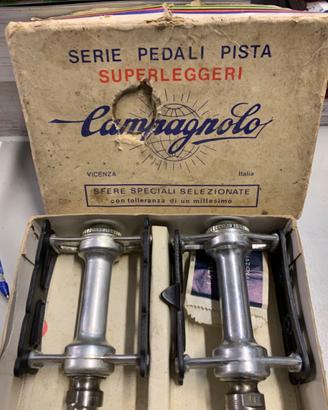 SERIE PEDALI PISTA
SUPERLEGGERI
Campagnolo
VICENZA Italia
SFERE SPECIALI SELEZIONATE
con tolleranza di un millesimo